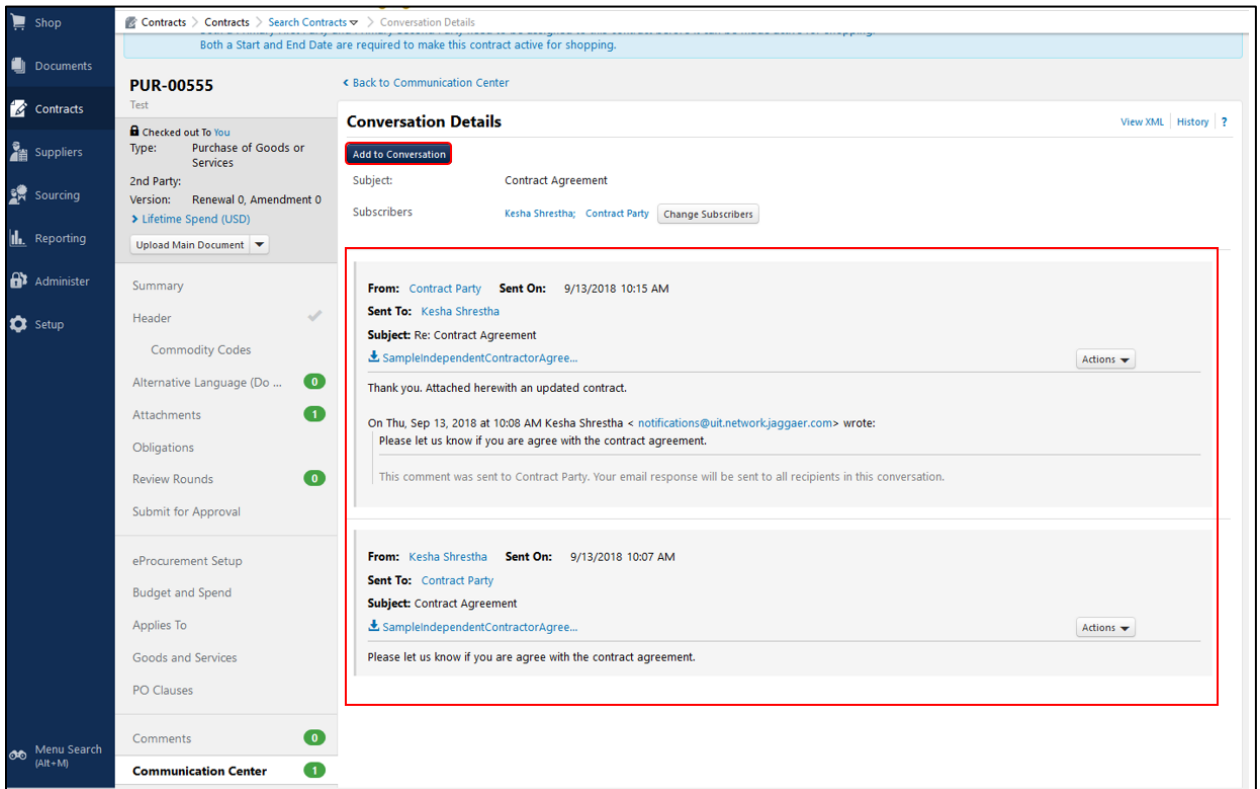 Shop
Documents
Contracts
Suppliers
Sourcing
Reporting
Administer
Setup
Menu Search
(Alt+M)
Contracts > Contracts > Search Contracts > Conversation Details
Both a Start and End Date are required to make this contract active for shopping.
PUR-00555
Test
Checked out To You
Type: Purchase of Goods or
Services
2nd Party:
Version: Renewal 0, Amendment 0
Lifetime Spend (USD)
Upload Main Document
Summary
Header
Commodity Codes
Alternative Language (Do ... 0
Attachments 1
Obligations
Review Rounds 0
Submit for Approval
eProcurement Setup
Budget and Spend
Applies To
Goods and Services
PO Clauses
Comments 0
Communication Center 1
Back to Communication Center
Conversation Details
View XML | History | ?
Add to Conversation
Subject: Contract Agreement
Subscribers Kesha Shrestha; Contract Party Change Subscribers
From: Contract Party Sent On: 9/13/2018 10:15 AM
Sent To: Kesha Shrestha
Subject: Re: Contract Agreement
SampleIndependentContractorAgree...
Actions
Thank you. Attached herewith an updated contract.
On Thu, Sep 13, 2018 at 10:08 AM Kesha Shrestha < notifications@uit.network.jaggaer.com> wrote:
Please let us know if you are agree with the contract agreement.
This comment was sent to Contract Party. Your email response will be sent to all recipients in this conversation.
From: Kesha Shrestha Sent On: 9/13/2018 10:07 AM
Sent To: Contract Party
Subject: Contract Agreement
SampleIndependentContractorAgree...
Actions
Please let us know if you are agree with the contract agreement.